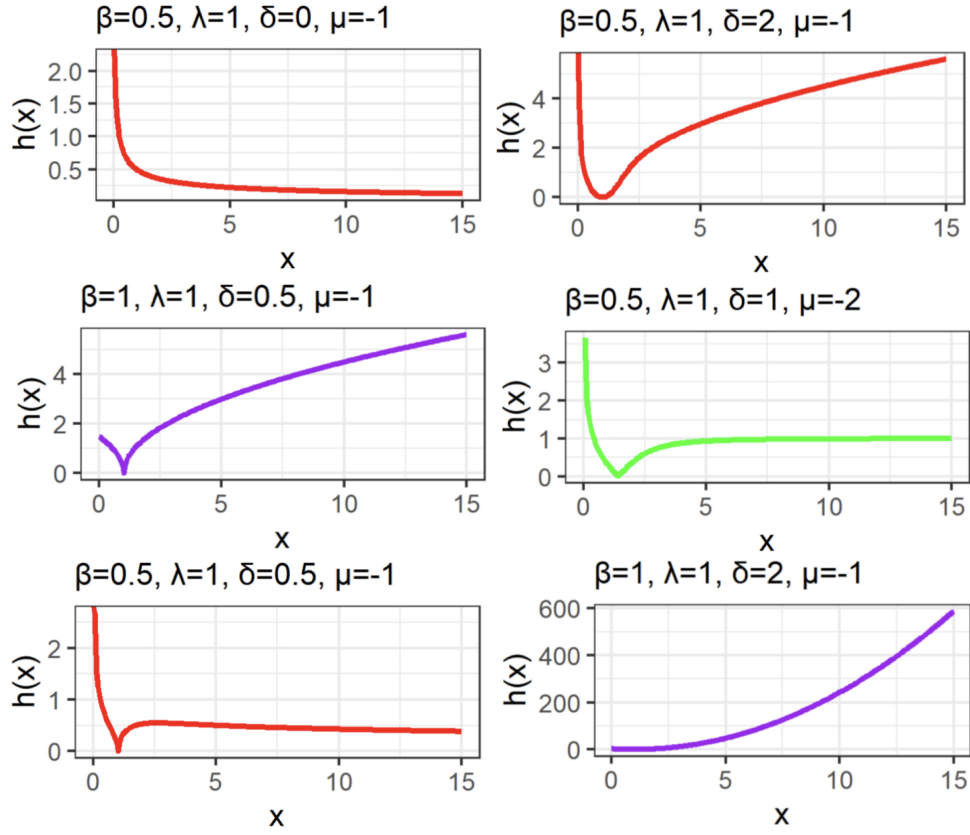 β=0.5, λ=1, δ=0, μ=-1
h(x)
2.0
1.5
1.0
0.5
0 5 10 15
x
β=0.5, λ=1, δ=2, μ=-1
h(x)
4
2
0
0 5 10 15
x
β=1, λ=1, δ=0.5, μ=-1
h(x)
4
2
0
0 5 10 15
x
β=0.5, λ=1, δ=1, μ=-2
h(x)
3
2
1
0
0 5 10 15
x
β=0.5, λ=1, δ=0.5, μ=-1
h(x)
2
1
0
0 5 10 15
x
β=1, λ=1, δ=2, μ=-1
h(x)
600
400
200
0
0 5 10 15
x